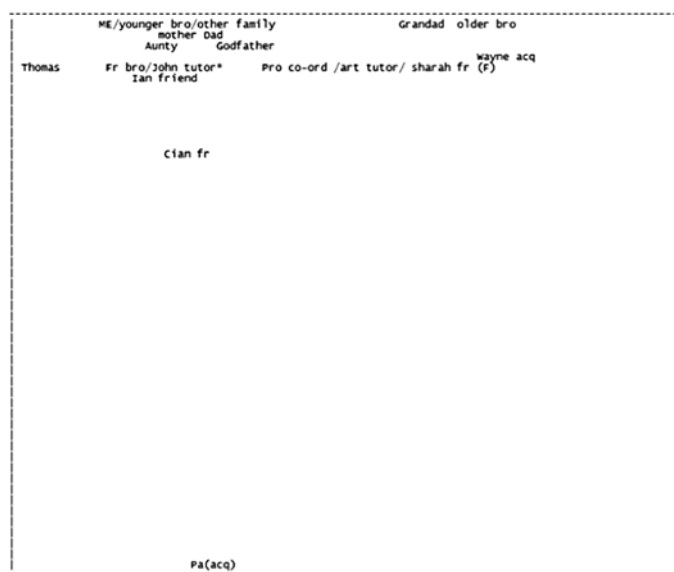 ME/younger bro/other family Grandad older bro
mother Dad
Aunty Godfather
Wayne acq
Thomas Fr bro/John tutor* Pro co-ord /art tutor/ sharah fr (F)
Ian friend
Cian fr
Pa(acq)